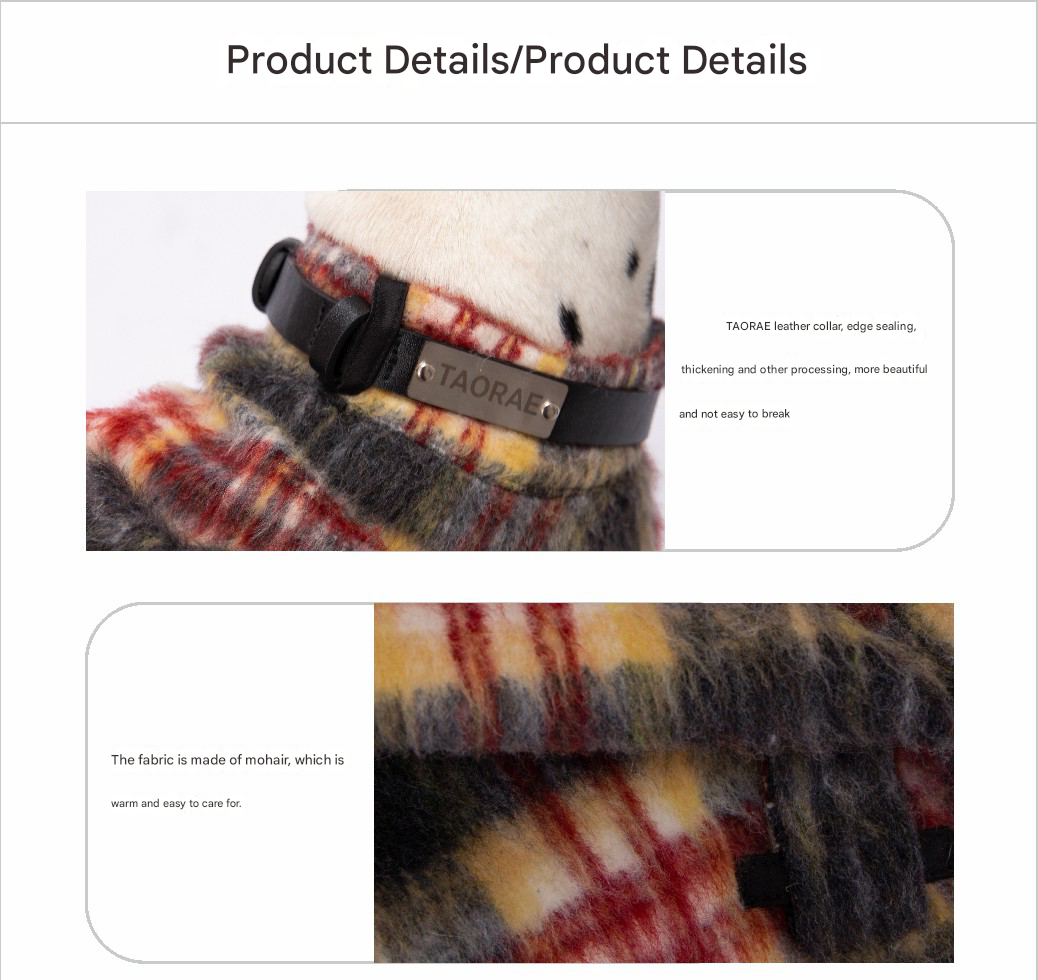 Product Details/Product Details
TAORAE
TAORAE leather collar, edge sealing,
thickening and other processing, more beautiful
and not easy to break
The fabric is made of mohair, which is
warm and easy to care for.